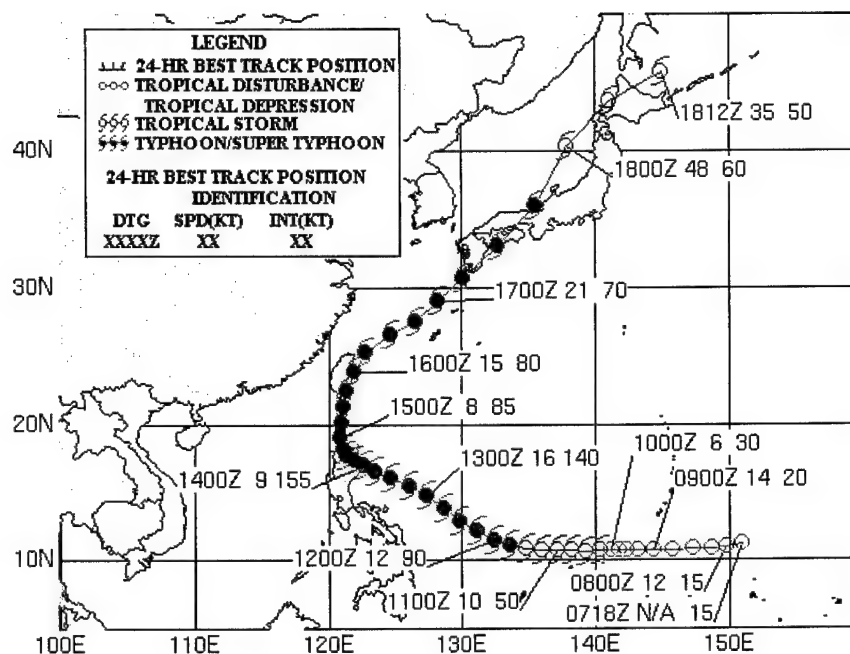 LEGEND
24-HR BEST TRACK POSITION
TROPICAL DISTURBANCE/
TROPICAL DEPRESSION
TROPICAL STORM
TYPHOON/SUPER TYPHOON
24-HR BEST TRACK POSITION
IDENTIFICATION
DTG SPD(KT) INT(KT)
XXXXZ XX XX
1812Z 35 50
40N
1800Z 48 60
30N
1700Z 21 70
1600Z 15 80
20N
1500Z 8 85
1000Z 6 30
1300Z 16 140
1400Z 9 155
0900Z 14 20
10N
1200Z 12 90
0800Z 12 15
1100Z 10 50
0718Z N/A 15
100E 110E 120E 130E 140E 150E